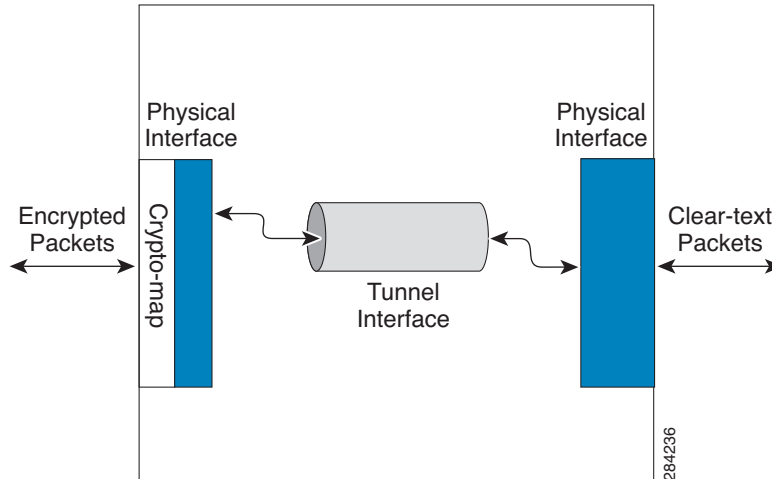 Physical
Interface
Physical
Interface
Encrypted
Packets
Crypto-map
Clear-text
Packets
Tunnel
Interface
284236